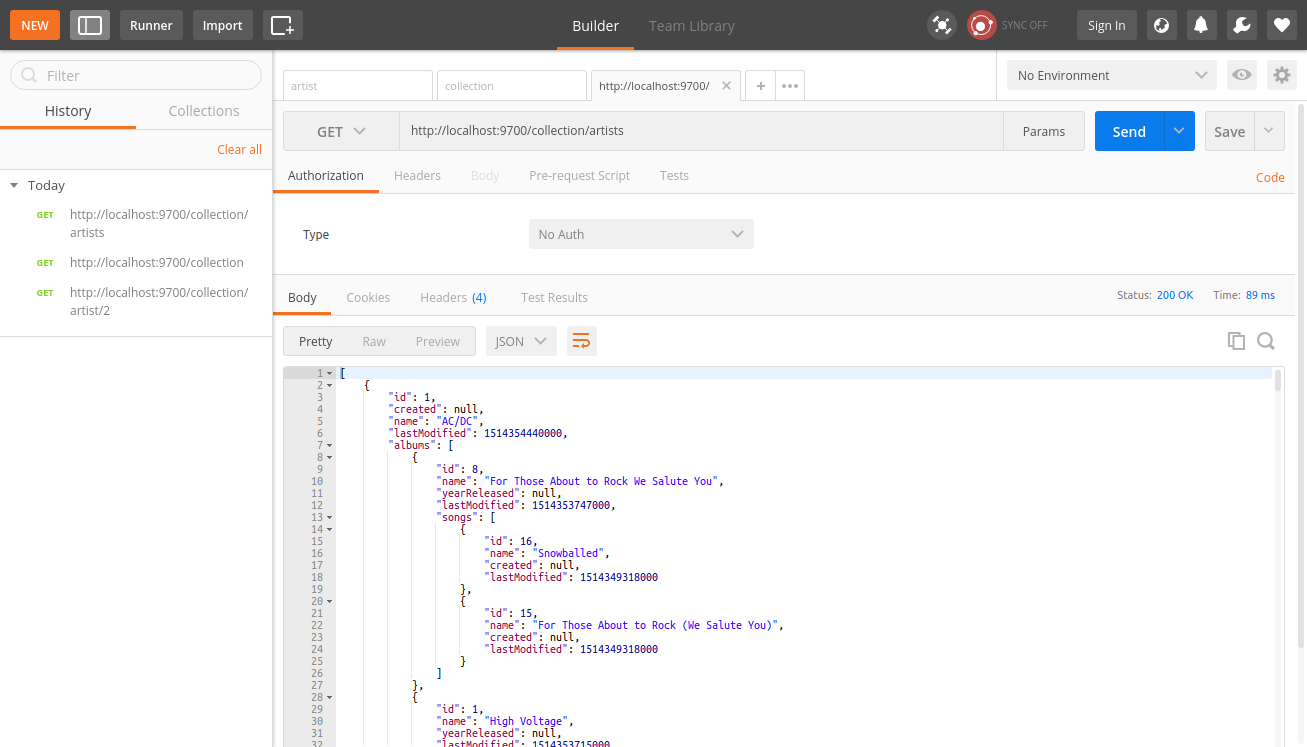 NEW Runner Import Builder Team Library SYNC OFF Sign In
Filter
History Collections
Clear all
Today
GET http://localhost:9700/collection/
artists
GET http://localhost:9700/collection
GET http://localhost:9700/collection/
artist/2
artist collection http://localhost:9700/ No Environment
GET http://localhost:9700/collection/artists Params Send Save
Authorization Headers Body Pre-request Script Tests Code
Type No Auth
Body Cookies Headers (4) Test Results Status: 200 OK Time: 89 ms
Pretty Raw Preview JSON
1 [
2 {
3 "id": 1,
4 "created": null,
5 "name": "AC/DC",
6 "lastModified": 1514354440000,
7 "albums": [
8 {
9 "id": 8,
10 "name": "For Those About to Rock We Salute You",
11 "yearReleased": null,
12 "lastModified": 1514353747000,
13 "songs": [
14 {
15 "id": 16,
16 "name": "Snowballed",
17 "created": null,
18 "lastModified": 1514349318000
19 },
20 {
21 "id": 15,
22 "name": "For Those About to Rock (We Salute You)",
23 "created": null,
24 "lastModified": 1514349318000
25 }
26 ]
27 },
28 {
29 "id": 1,
30 "name": "High Voltage",
31 "yearReleased": null,
32 "lastModified": 1514353715000